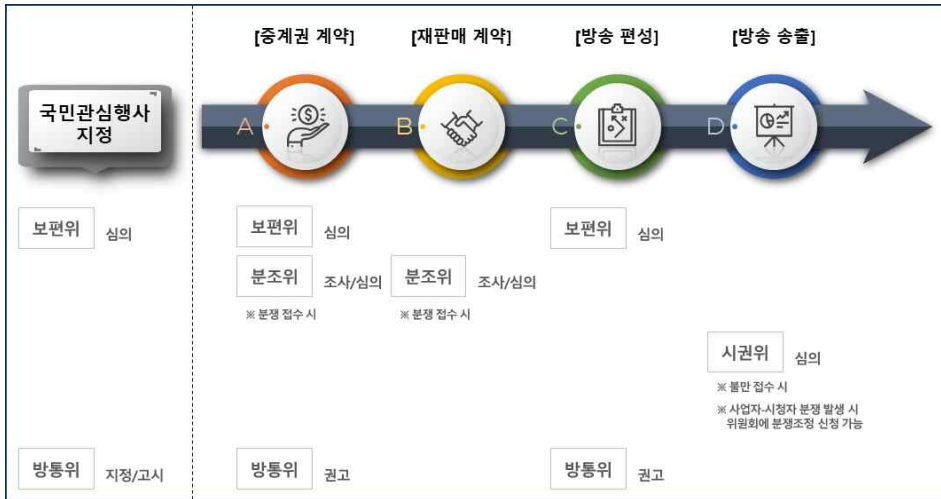 [중계권 계약] [재판매 계약] [방송 편성] [방송 송출]
국민관심행사
지정
A B C D
보편위 심의 보편위 심의 보편위 심의
분조위 조사/심의 분조위 조사/심의
※ 분쟁 접수 시 ※ 분쟁 접수 시
시권위 심의
※ 불만 접수 시
※ 사업자-시청자 분쟁 발생 시
위원회에 분쟁조정 신청 가능
방통위 지정/고시 방통위 권고 방통위 권고